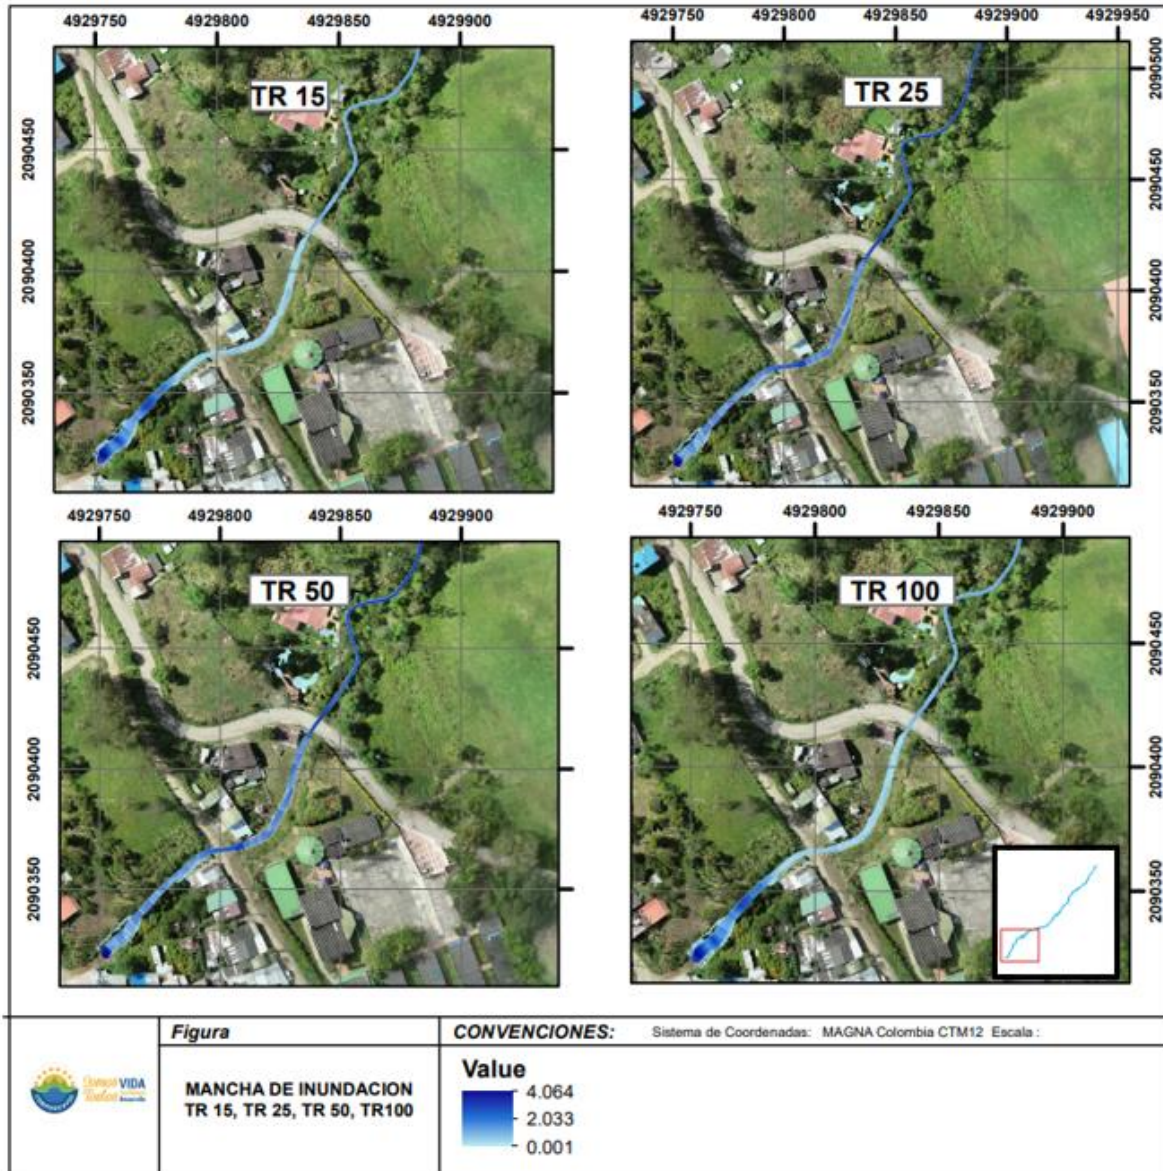 4929750 4929800 4929850 4929900
4929750 4929800 4929850 4929900 4929950
TR 15
TR 25
2090450
2090400
2090350
2090500
2090450
2090400
2090350
4929750 4929800 4929850 4929900
4929750 4929800 4929850 4929900
TR 50
TR 100
2090450
2090400
2090350
2090450
2090400
2090350
Figura
CONVENCIONES: Sistema de Coordenadas: MAGNA Colombia CTM12 Escala :
VIDA
MANCHA DE INUNDACION
TR 15, TR 25, TR 50, TR100
Value
4.064
2.033
0.001